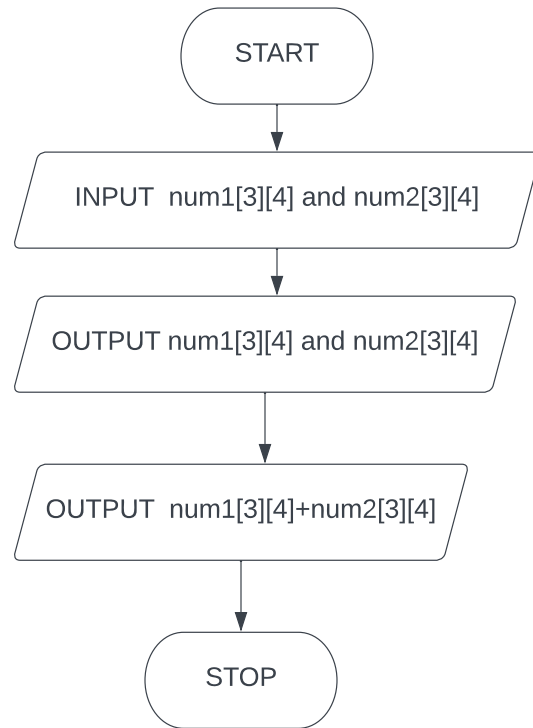 START
INPUT  num1[3][4] and num2[3][4]
OUTPUT num1[3][4] and num2[3][4]
OUTPUT  num1[3][4]+num2[3][4]
STOP